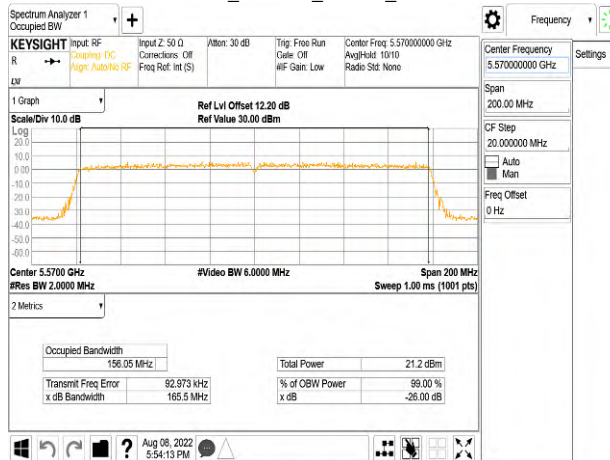 Spectrum Analyzer 1
Occupied BW
Frequency
KEYSIGHT
Input: RF
Coupling: DC
Align: Auto/No RF
Input Z: 50 Ω
Corrections: Off
Freq Ref: Int (S)
Atten: 30 dB
Trig: Free Run
Gate: Off
#IF Gain: Low
Center Freq: 5.570000000 GHz
Avg|Hold: 10/10
Radio Std: None
R
LXI
Center Frequency
5.570000000 GHz
Settings
Span
200.00 MHz
CF Step
20.000000 MHz
Auto
Man
Freq Offset
0 Hz
1 Graph
Scale/Div 10.0 dB
Ref Lvl Offset 12.20 dB
Ref Value 30.00 dBm
Log
20.0
10.0
0.00
-10.0
-20.0
-30.0
-40.0
-50.0
-60.0
Center 5.5700 GHz
#Video BW 6.0000 MHz
Span 200 MHz
#Res BW 2.0000 MHz
Sweep 1.00 ms (1001 pts)
2 Metrics
Occupied Bandwidth
156.05 MHz
Total Power 21.2 dBm
Transmit Freq Error 92.973 kHz
% of OBW Power 99.00 %
x dB Bandwidth 165.5 MHz
x dB -26.00 dB
Aug 08, 2022
5:54:13 PM